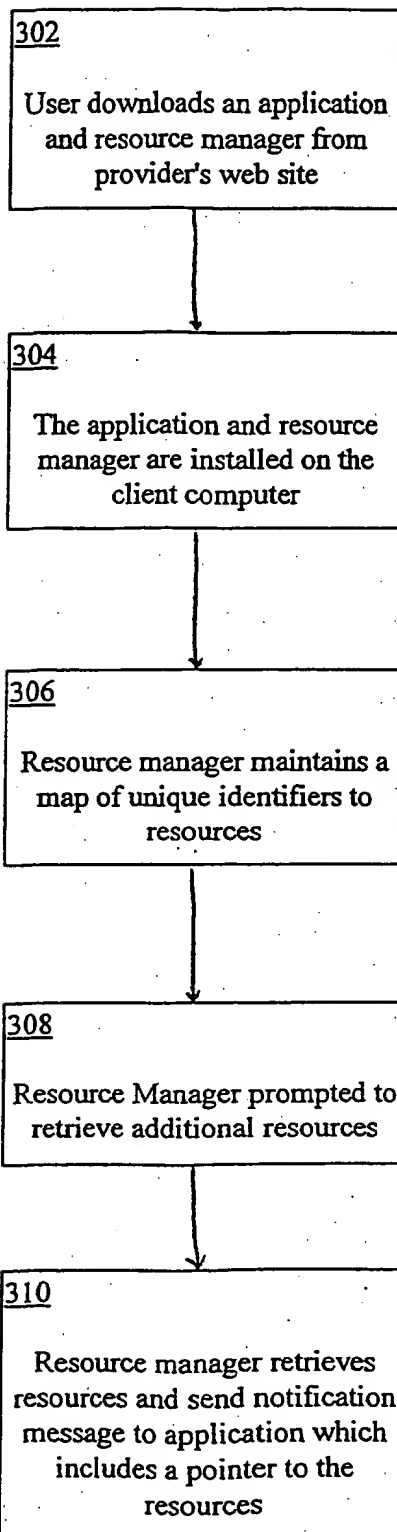 302
User downloads an application
and resource manager from
provider's web site
304
The application and resource
manager are installed on the
client computer
306
Resource manager maintains a
map of unique identifiers to
resources
308
Resource Manager prompted to
retrieve additional resources
310
Resource manager retrieves
resources and send notification
message to application which
includes a pointer to the
resources